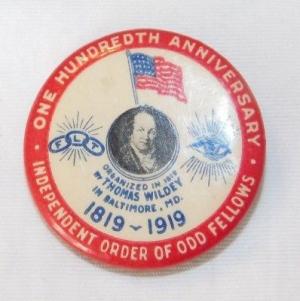 · ONE HUNDREDTH ANNIVERSARY ·
F L T
ORGANIZED IN 1819
BY THOMAS WILDEY
IN BALTIMORE, MD.
1819 ~ 1919
INDEPENDENT ORDER OF ODD FELLOWS